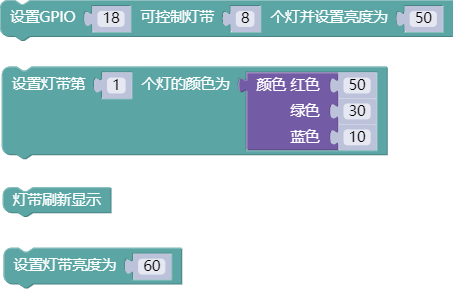 设置GPIO 18 可控制灯带 8 个灯并设置亮度为 50
设置灯带第 1 个灯的颜色为 颜色 红色 50
绿色 30
蓝色 10
灯带刷新显示
设置灯带亮度为 60